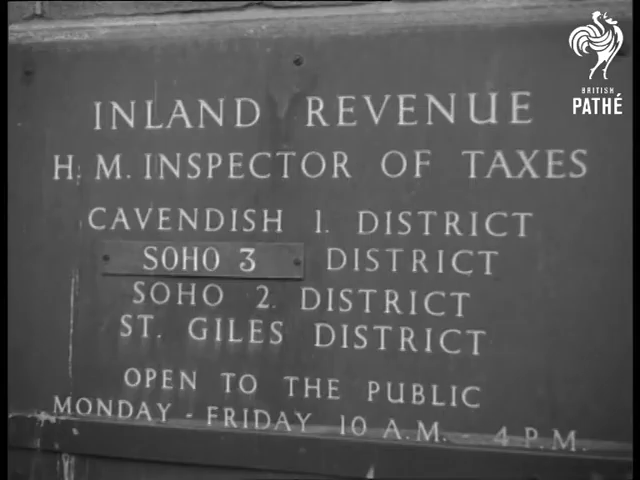 BRITISH
PATHÉ
INLAND REVENUE
H. M. INSPECTOR OF TAXES
CAVENDISH 1. DISTRICT
SOHO 3 DISTRICT
SOHO 2. DISTRICT
ST. GILES DISTRICT
OPEN TO THE PUBLIC
MONDAY - FRIDAY 10 A.M. 4 P.M.